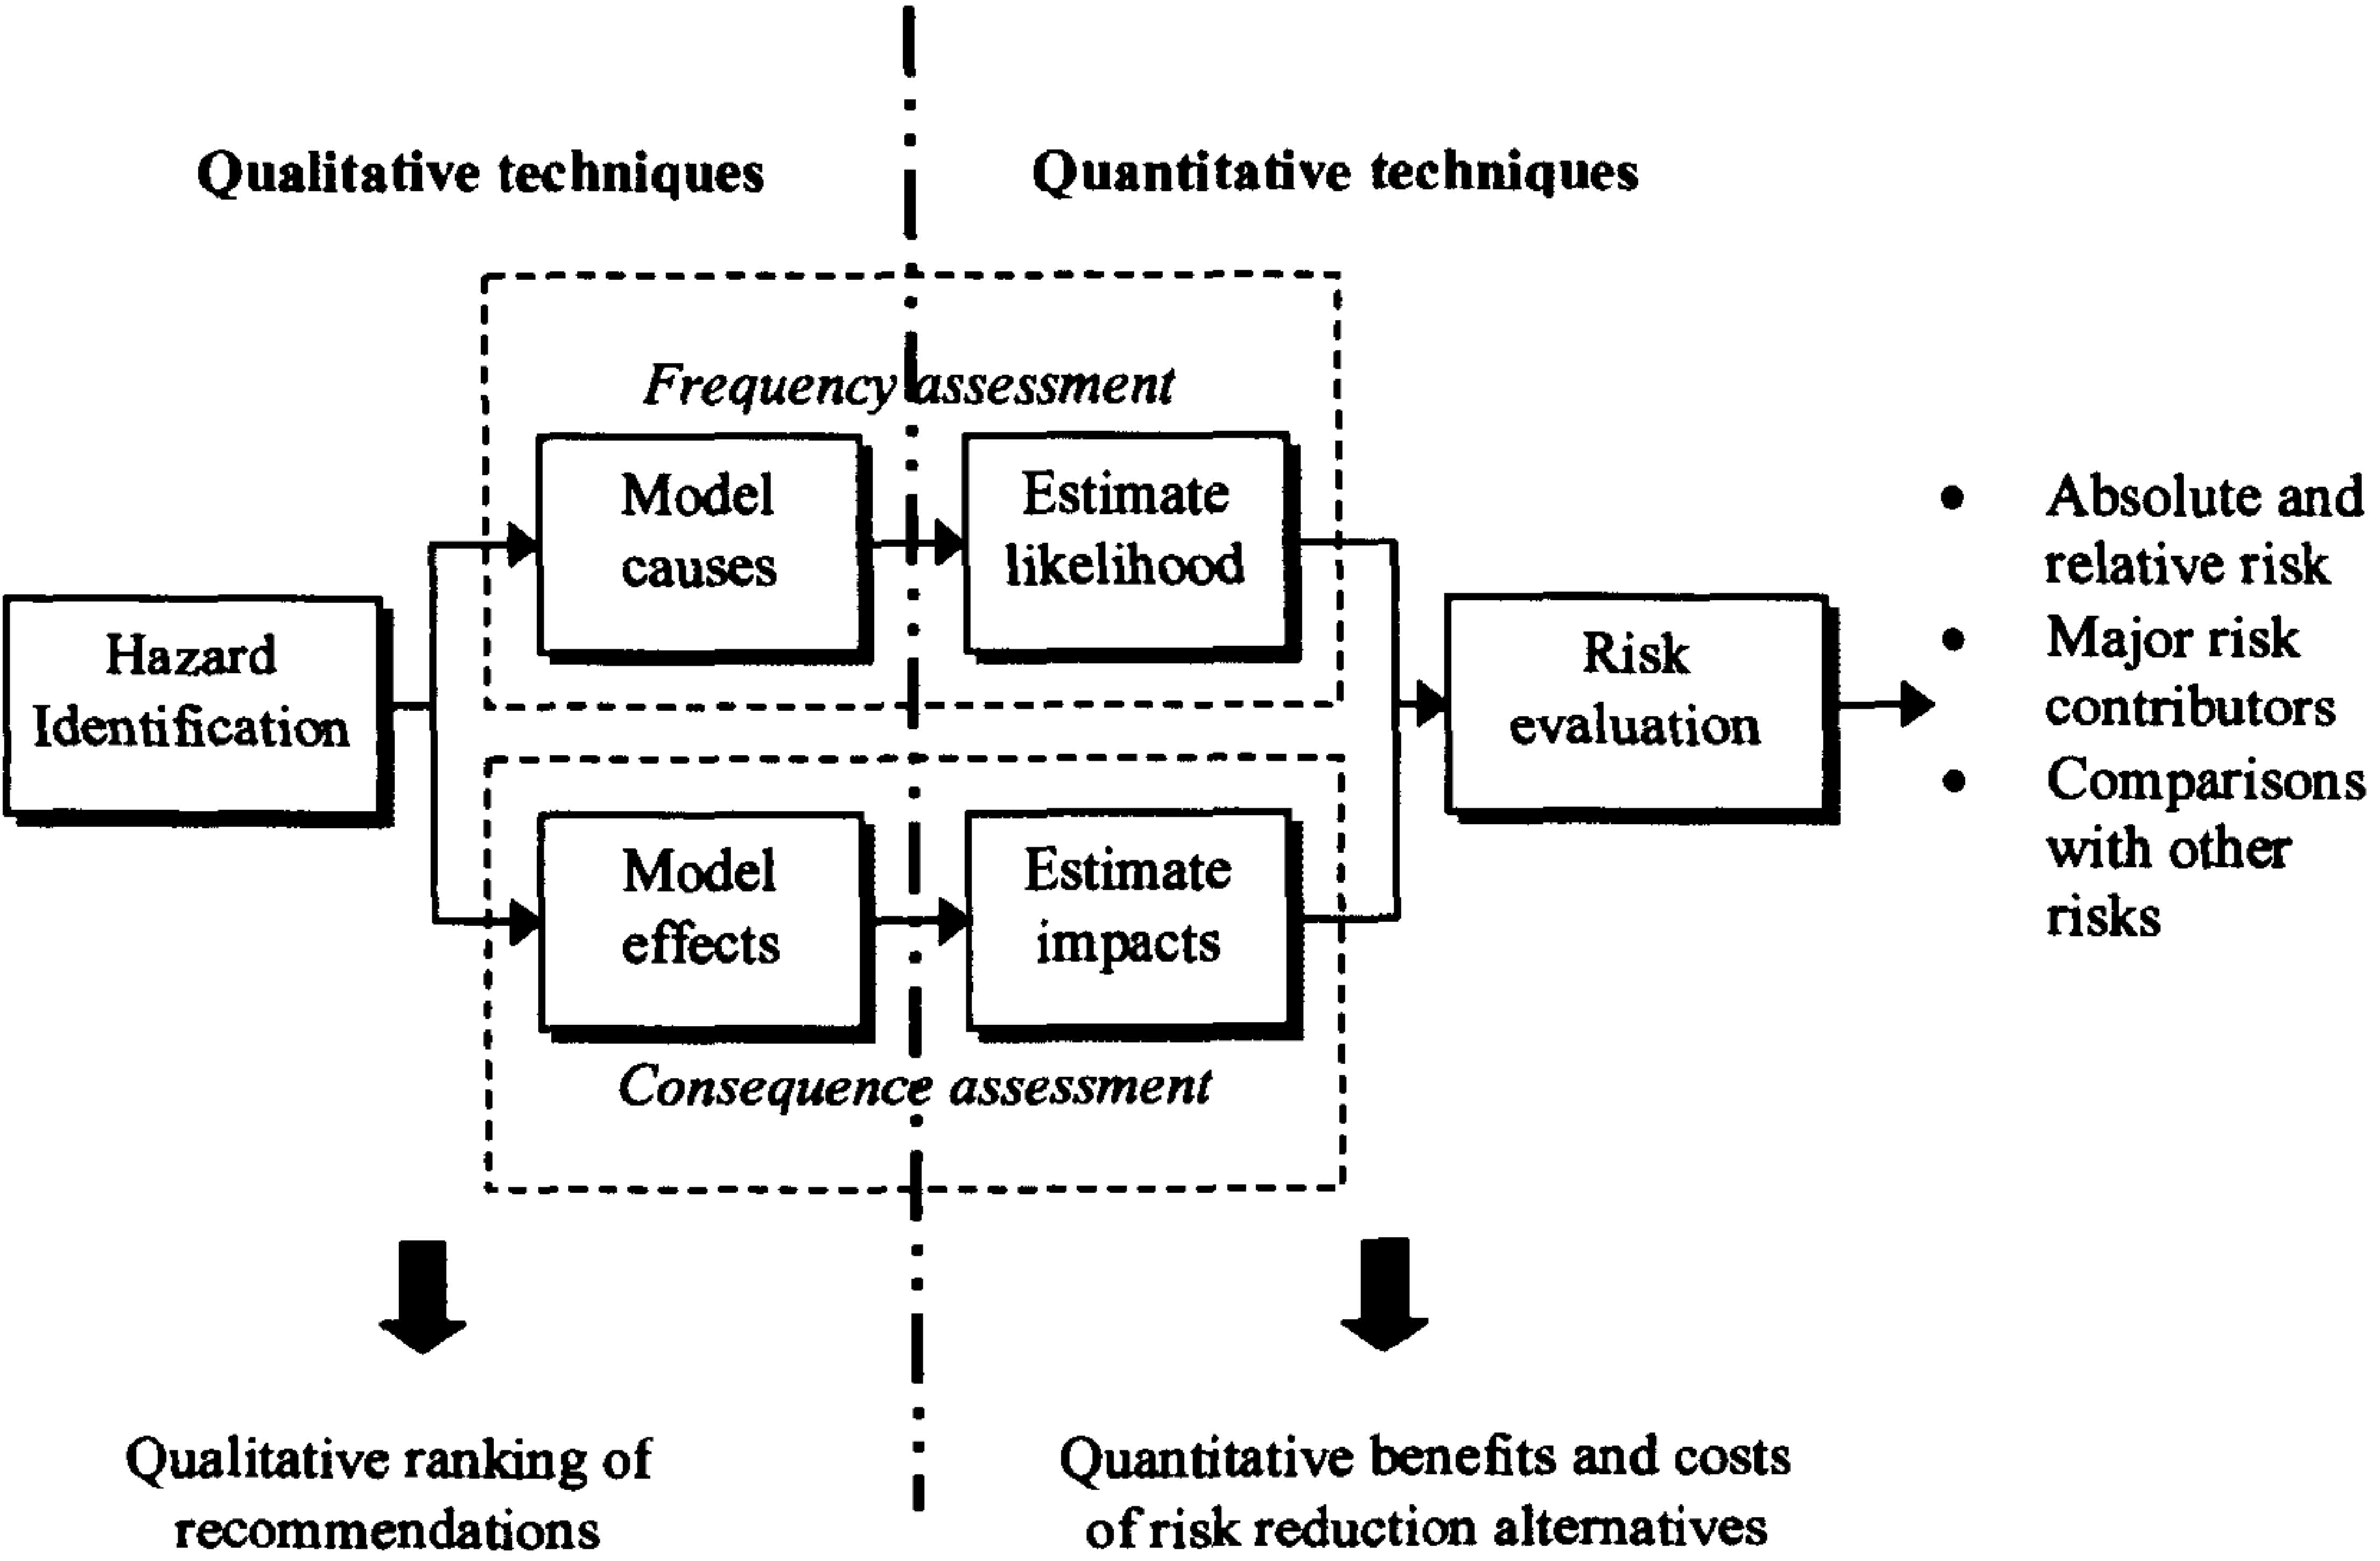 Qualitative techniques
Quantitative techniques
Frequency assessment
Model
causes
Estimate
likelihood
Hazard
Identification
Risk
evaluation
Model
effects
Estimate
impacts
Consequence assessment
• Absolute and
relative risk
• Major risk
contributors
• Comparisons
with other
risks
Qualitative ranking of
recommendations
Quantitative benefits and costs
of risk reduction alternatives